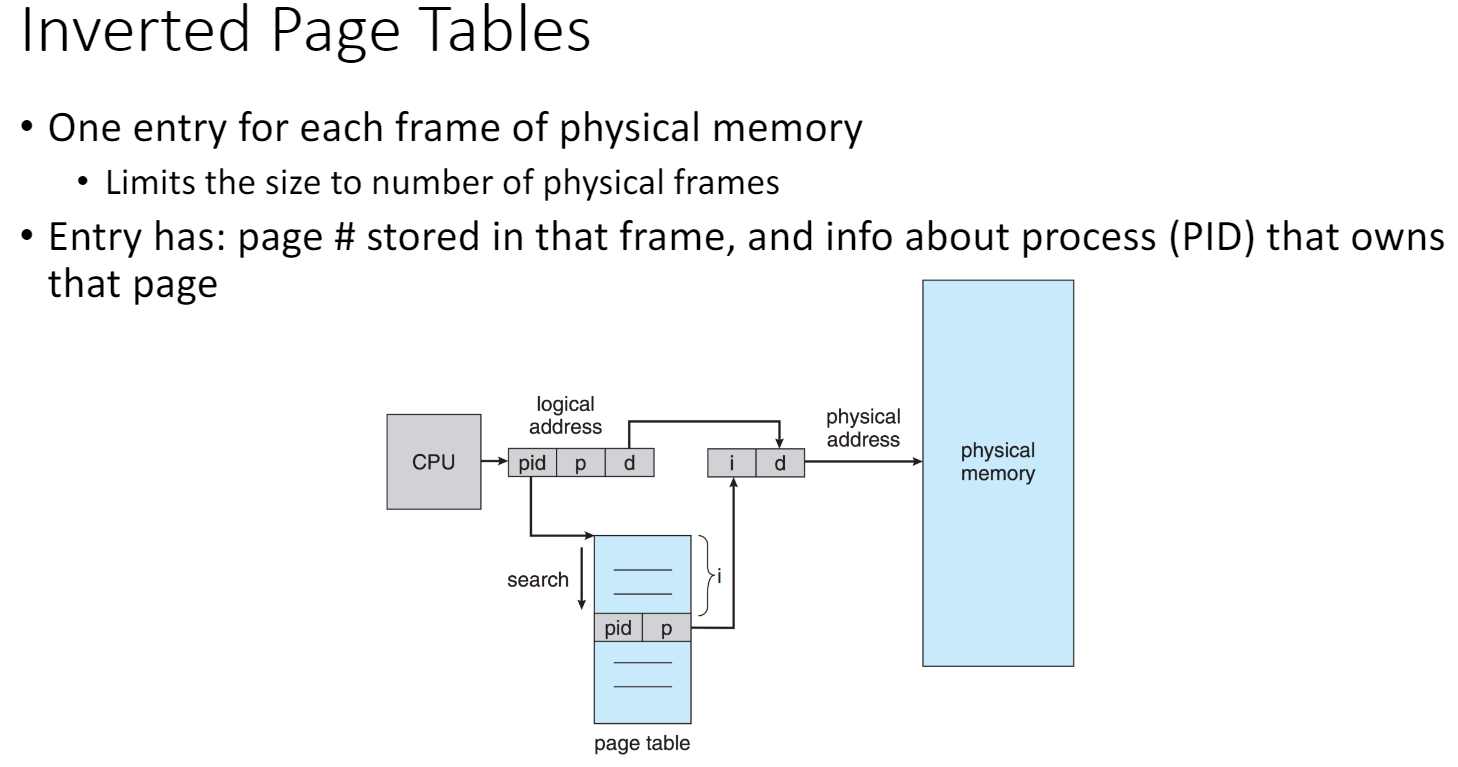 Inverted Page Tables
• One entry for each frame of physical memory
• Limits the size to number of physical frames
• Entry has: page # stored in that frame, and info about process (PID) that owns
that page
logical
address
physical
address
CPU
pid p d
i d
physical
memory
search
i
pid p
page table